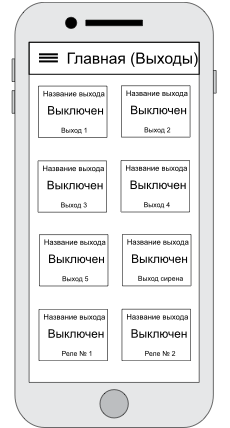 Главная (Выходы)
Название выхода
Выключен
Выход 1
Название выхода
Выключен
Выход 2
Название выхода
Выключен
Выход 3
Название выхода
Выключен
Выход 4
Название выхода
Выключен
Выход 5
Название выхода
Выключен
Выход сирена
Название выхода
Выключен
Реле № 1
Название выхода
Выключен
Реле № 2